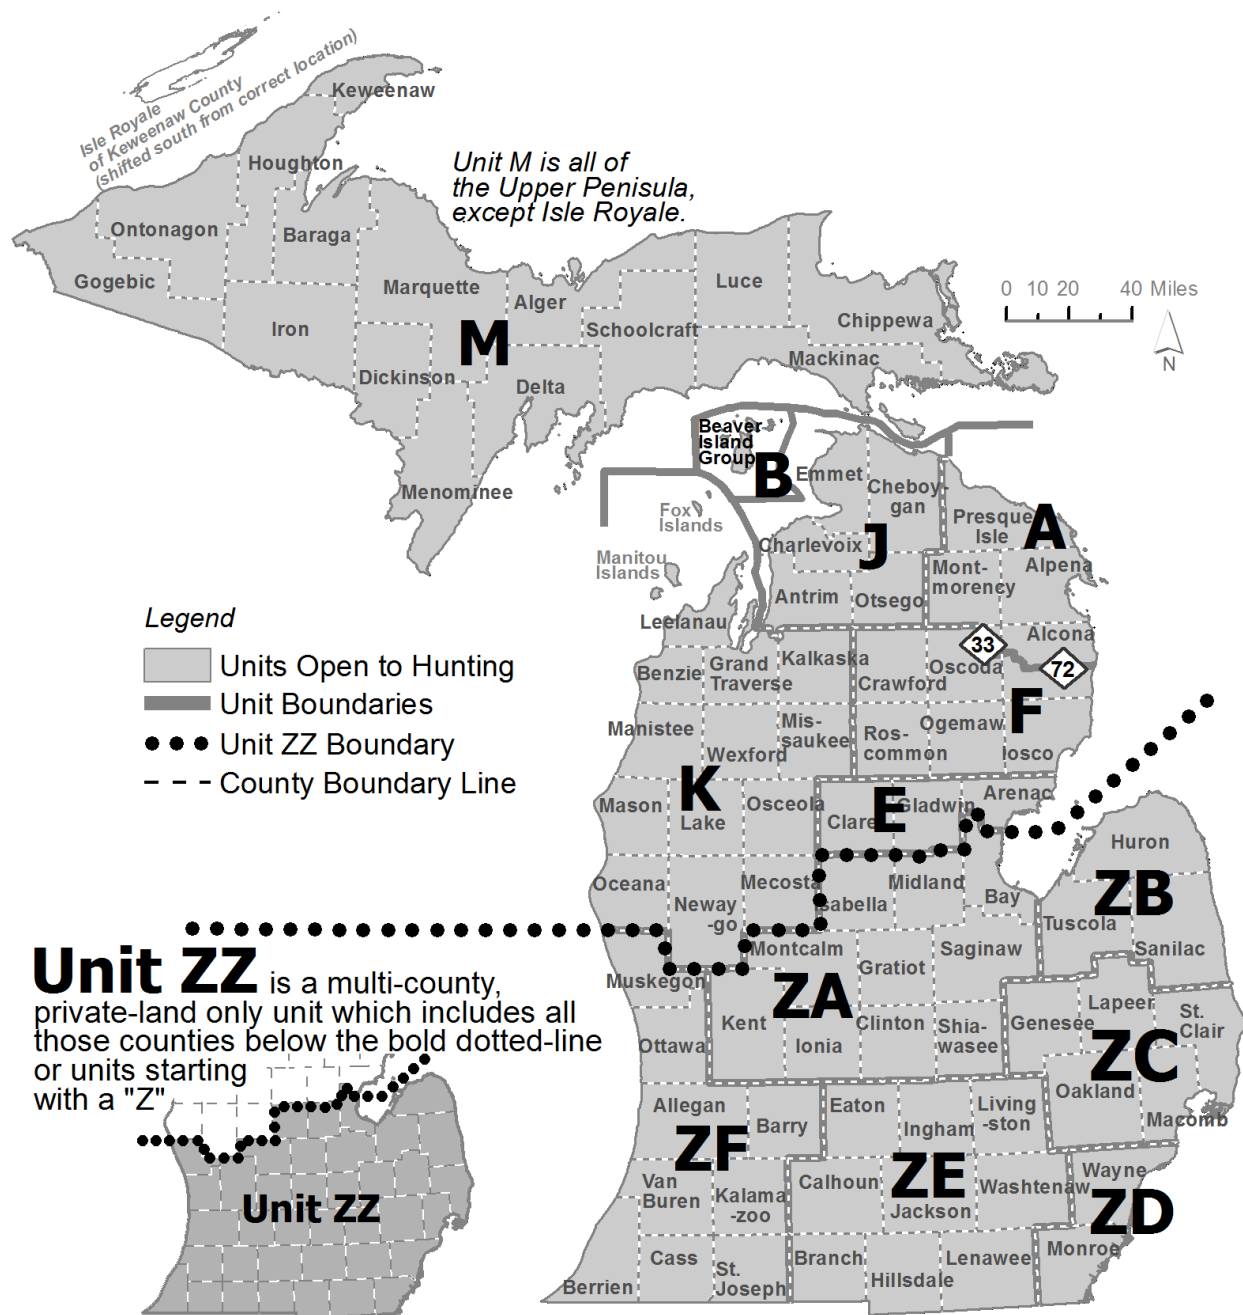 Isle Royale
of Keweenaw County
(shifted south from correct location)
Keweenaw
Houghton
Unit M is all of
the Upper Penisula,
except Isle Royale.
Ontonagon
Baraga
Gogebic
Marquette
Alger
Luce
Iron
Schoolcraft
Chippewa
M
Mackinac
Dickinson
Delta
Menominee
0 10 20 40 Miles
N
Beaver
Island
Group
B
Emmet
Cheboy-
gan
Fox
Islands
Presque
Isle
A
Charlevoix
J
Manitou
Islands
Mont-
morency
Alpena
Antrim
Otsego
Legend
Units Open to Hunting
Unit Boundaries
Unit ZZ Boundary
County Boundary Line
Leelanau
Alcona
33
72
Benzie
Grand
Traverse
Kalkaska
Crawford
Oscoda
F
Manistee
Wexford
Mis-
saukee
Ros-
common
Ogemaw
Iosco
K
Mason
Lake
Osceola
Clare
E
Gladwin
Arenac
Huron
Oceana
Neway
-go
Mecosta
Isabella
Midland
Bay
ZB
Tuscola
Sanilac
Unit ZZ is a multi-county,
private-land only unit which includes all
those counties below the bold dotted-line
or units starting
with a "Z"
Unit ZZ
Muskegon
Montcalm
Gratiot
Saginaw
ZA
Kent
Ionia
Clinton
Shia-
wasee
Genesee
Lapeer
St.
Clair
ZC
Ottawa
Oakland
Macomb
Allegan
Barry
Eaton
Ingham
Living
-ston
ZF
Van
Buren
Kalama
-zoo
Calhoun
ZE
Jackson
Washtenaw
Wayne
ZD
Berrien
Cass
St.
Joseph
Branch
Hillsdale
Lenawee
Monroe